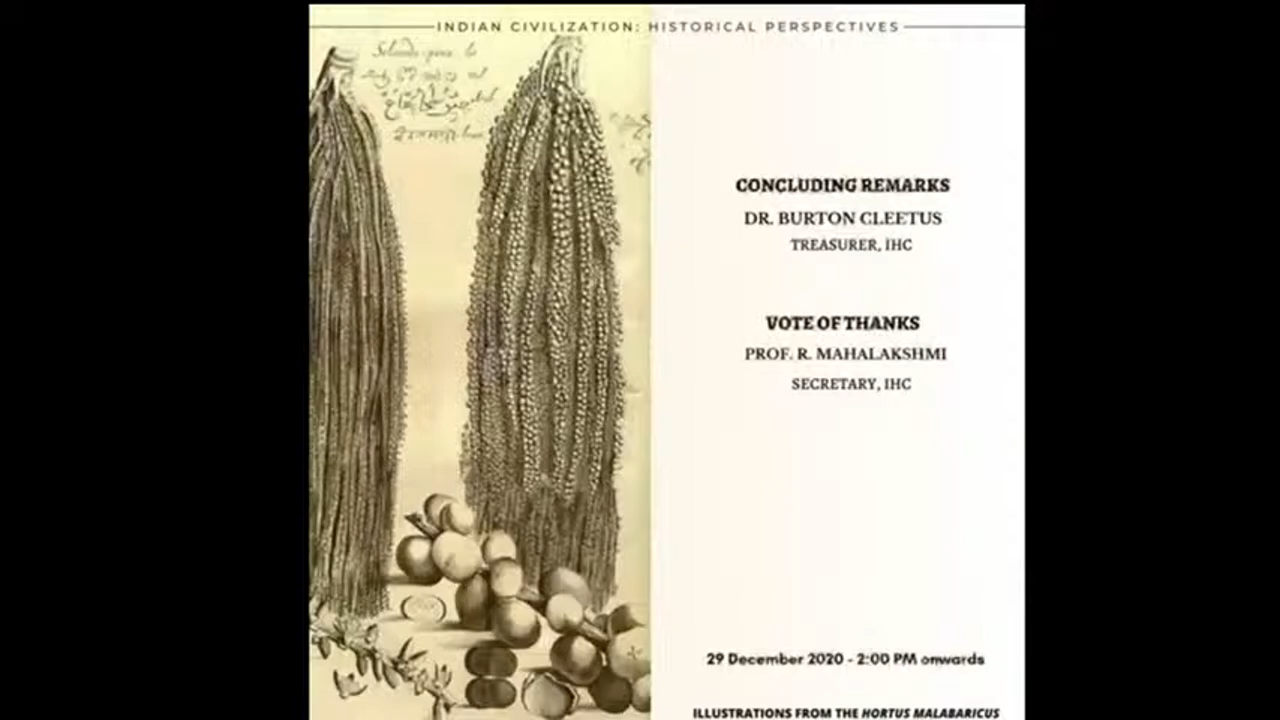 INDIAN CIVILIZATION: HISTORICAL PERSPECTIVES
CONCLUDING REMARKS
DR. BURTON CLEETUS
TREASURER, IHC
VOTE OF THANKS
PROF. R. MAHALAKSHMI
SECRETARY, IHC
29 December 2020 - 2:00 PM onwards
ILLUSTRATIONS FROM THE HORTUS MALABARICUS